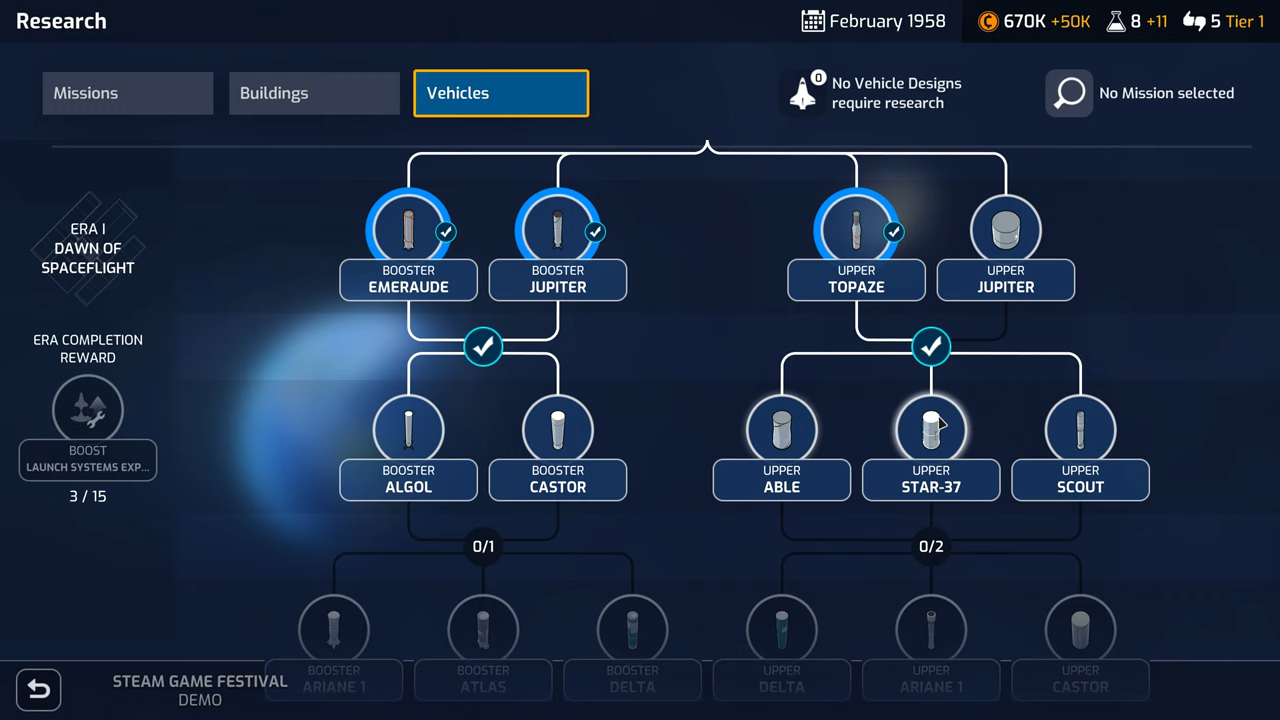 Research
February 1958
670K +50K
8 +11
5 Tier 1
Missions
Buildings
Vehicles
0
No Vehicle Designs
require research
No Mission selected
ERA I
DAWN OF
SPACEFLIGHT
ERA COMPLETION
REWARD
BOOST
LAUNCH SYSTEMS EXP...
3 / 15
BOOSTER
EMERAUDE
BOOSTER
JUPITER
UPPER
TOPAZE
UPPER
JUPITER
BOOSTER
ALGOL
BOOSTER
CASTOR
UPPER
ABLE
UPPER
STAR-37
UPPER
SCOUT
0/1
0/2
BOOSTER
ARIANE 1
BOOSTER
ATLAS
BOOSTER
DELTA
UPPER
DELTA
UPPER
ARIANE 1
UPPER
CASTOR
STEAM GAME FESTIVAL
DEMO